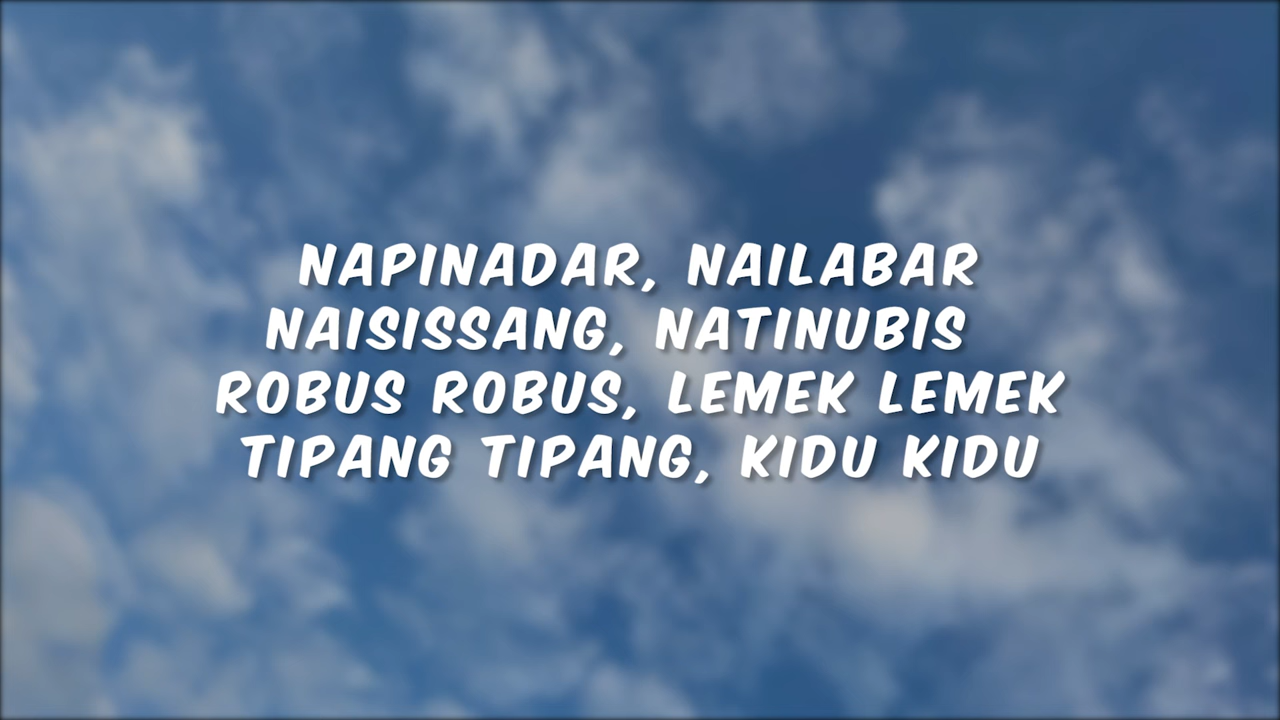 NAPINADAR, NAILABAR
NAISISSANG, NATINUBIS
ROBUS ROBUS, LEMEK LEMEK
TIPANG TIPANG, KIDU KIDU